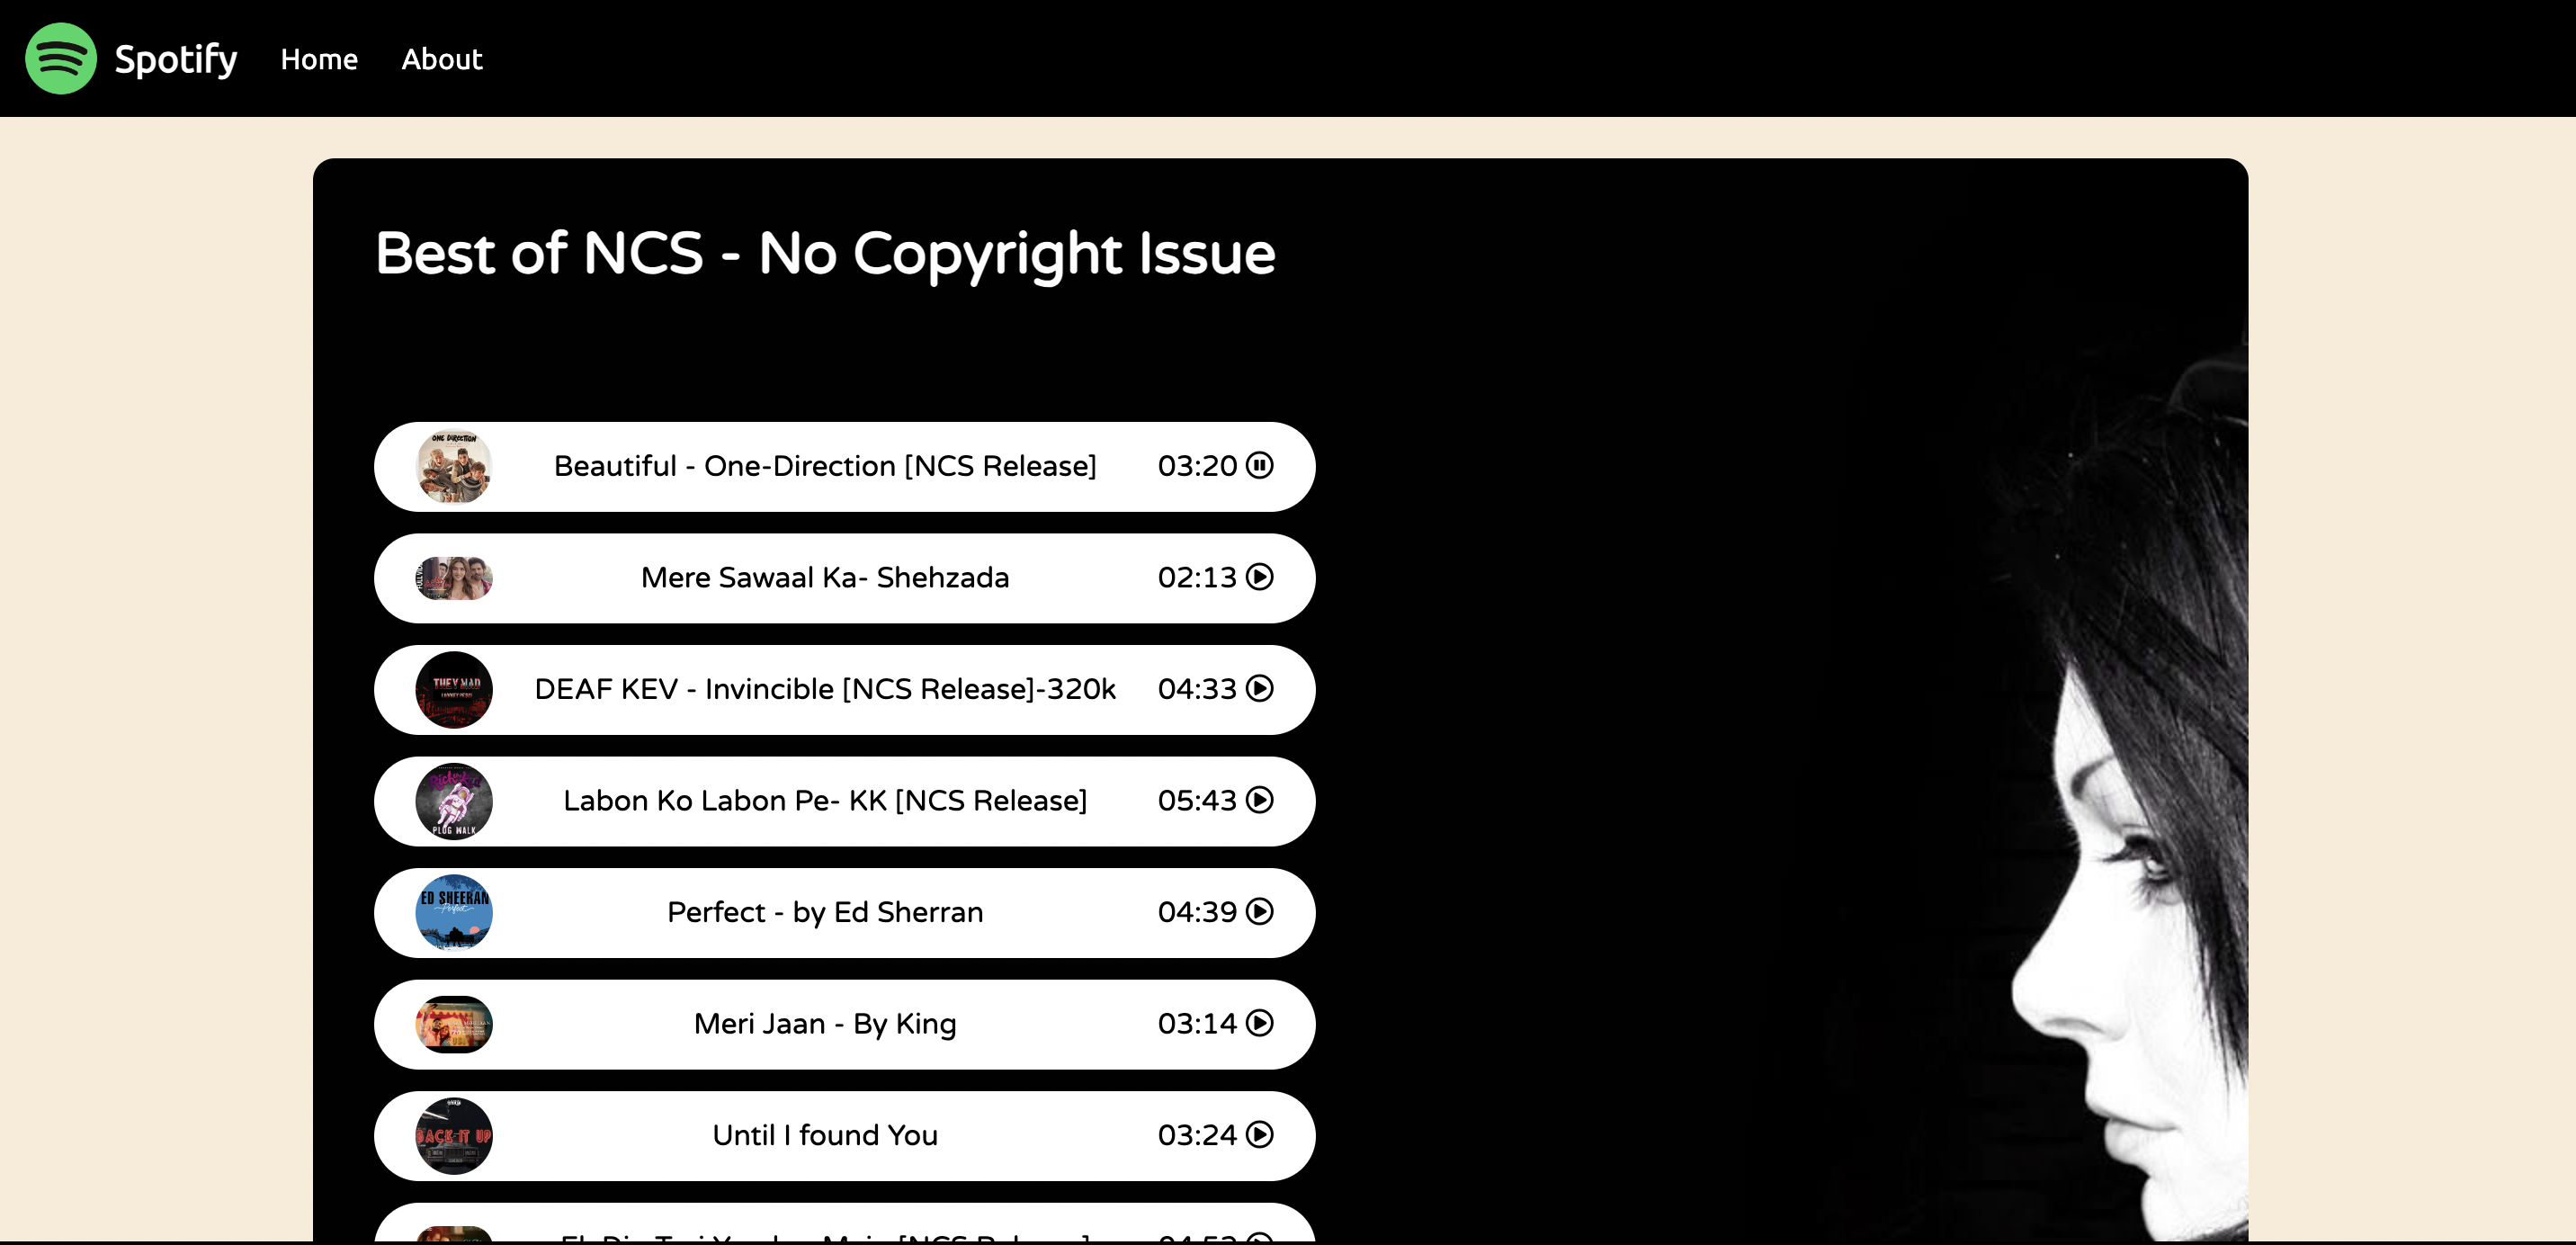 Spotify Home About
Best of NCS - No Copyright Issue
ONE DIRECTION
Beautiful - One-Direction [NCS Release] 03:20
Mere Sawaal Ka- Shehzada 02:13
THEY MAD
DEAF KEV - Invincible [NCS Release]-320k 04:33
Labon Ko Labon Pe- KK [NCS Release] 05:43
PLUG WALK
ED SHEERAN
Perfect
Perfect - by Ed Sherran 04:39
Meri Jaan - By King 03:14
BACK IT UP
Until I found You 03:24